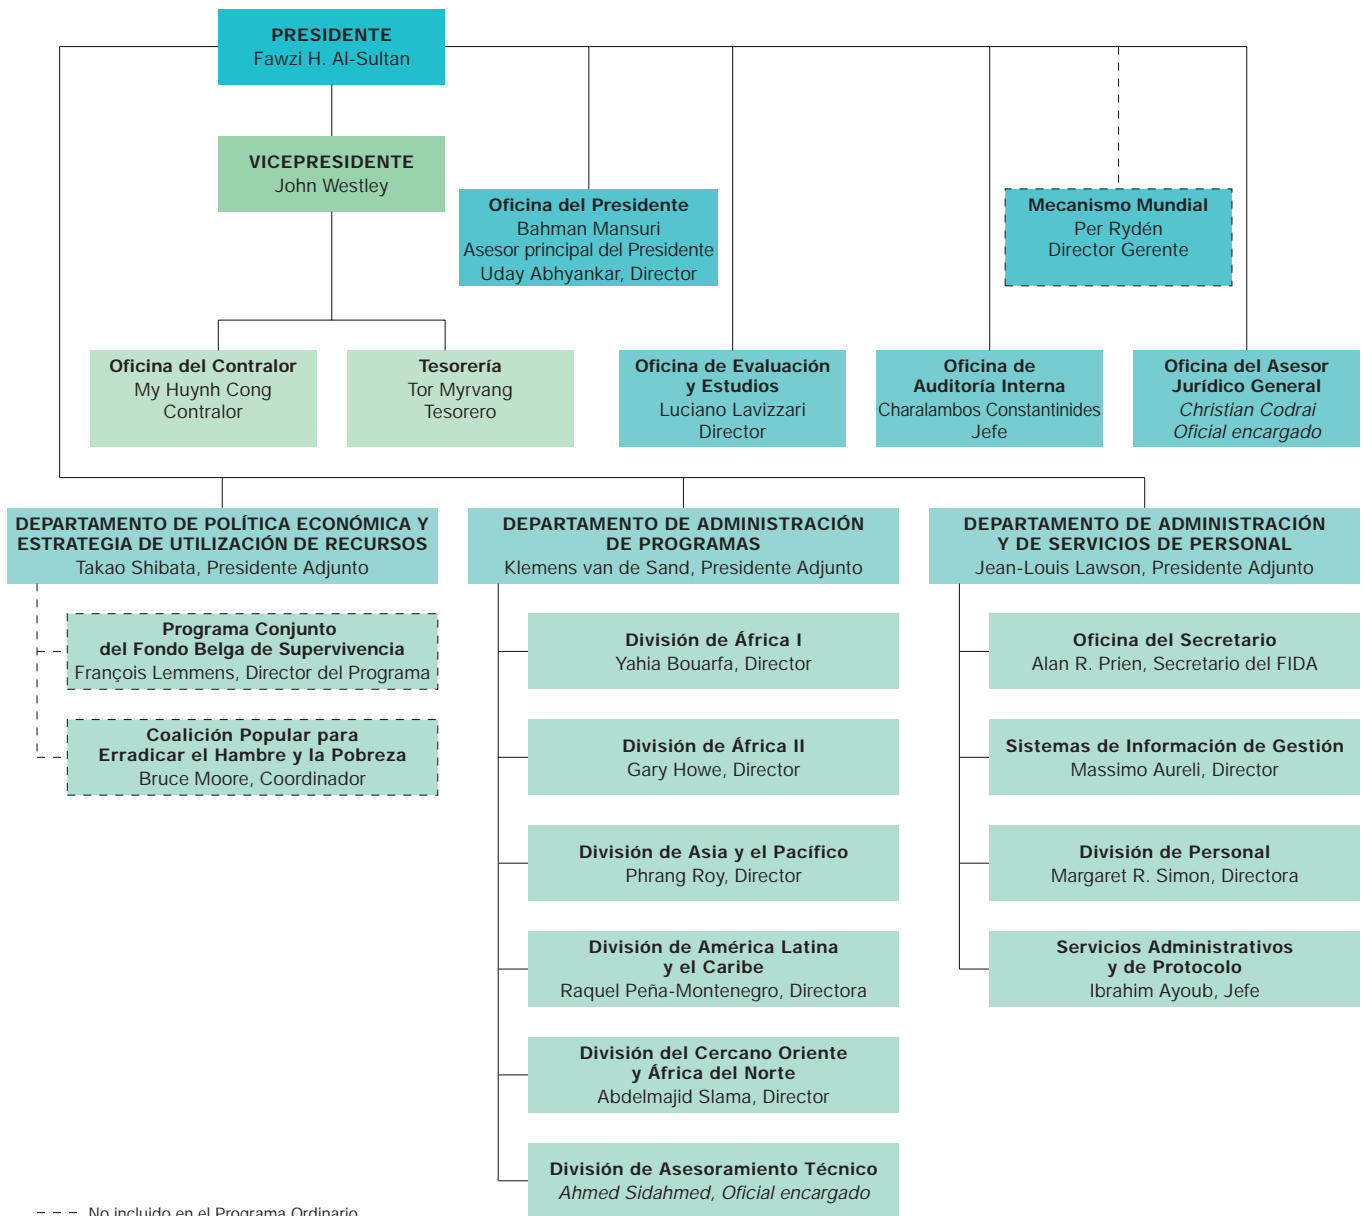 PRESIDENTE
Fawzi H. Al-Sultan
VICEPRESIDENTE
John Westley
Oficina del Presidente
Bahman Mansuri
Asesor principal del Presidente
Uday Abhyankar, Director
Mecanismo Mundial
Per Rydén
Director Gerente
Oficina del Contralor
My Huynh Cong
Contralor
Tesorería
Tor Myrvang
Tesorero
Oficina de Evaluación
y Estudios
Luciano Lavizzari
Director
Oficina de
Auditoría Interna
Charalambos Constantinides
Jefe
Oficina del Asesor
Jurídico General
Christian Codrai
Oficial encargado
DEPARTAMENTO DE POLÍTICA ECONÓMICA Y
ESTRATEGIA DE UTILIZACIÓN DE RECURSOS
Takao Shibata, Presidente Adjunto
Programa Conjunto
del Fondo Belga de Supervivencia
François Lemmens, Director del Programa
Coalición Popular para
Erradicar el Hambre y la Pobreza
Bruce Moore, Coordinador
DEPARTAMENTO DE ADMINISTRACIÓN
DE PROGRAMAS
Klemens van de Sand, Presidente Adjunto
División de África I
Yahia Bouarfa, Director
División de África II
Gary Howe, Director
División de Asia y el Pacífico
Phrang Roy, Director
División de América Latina
y el Caribe
Raquel Peña-Montenegro, Directora
División del Cercano Oriente
y África del Norte
Abdelmajid Slama, Director
División de Asesoramiento Técnico
Ahmed Sidahmed, Oficial encargado
DEPARTAMENTO DE ADMINISTRACIÓN
Y DE SERVICIOS DE PERSONAL
Jean-Louis Lawson, Presidente Adjunto
Oficina del Secretario
Alan R. Prien, Secretario del FIDA
Sistemas de Información de Gestión
Massimo Aureli, Director
División de Personal
Margaret R. Simon, Directora
Servicios Administrativos
y de Protocolo
Ibrahim Ayoub, Jefe
No incluido en el Programa Ordinario